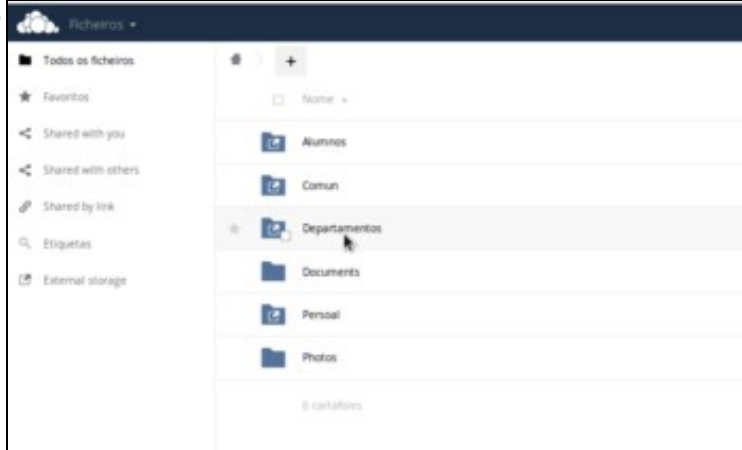 Ficheiros
Todos os ficheiros
Favoritos
Shared with you
Shared with others
Shared by link
Etiquetas
External storage
+
Nome
Alumnos
Comun
Departamentos
Documents
Persoal
Photos
6 cartafoles